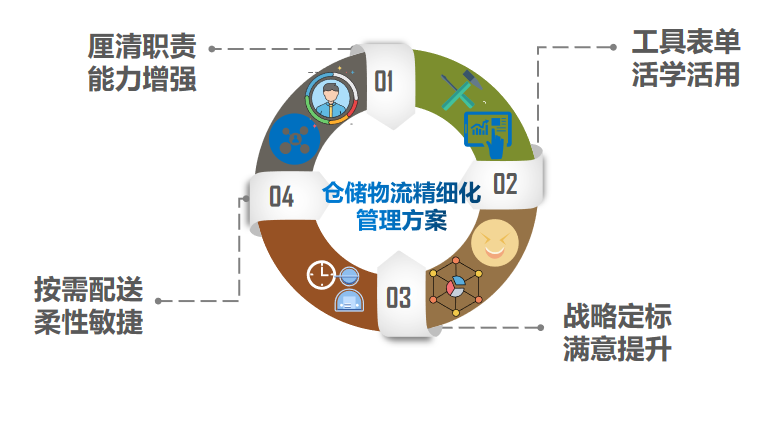 厘清职责
能力增强
01
工具表单
活学活用
02
仓储物流精细化
管理方案
04
按需配送
柔性敏捷
03
战略定标
满意提升